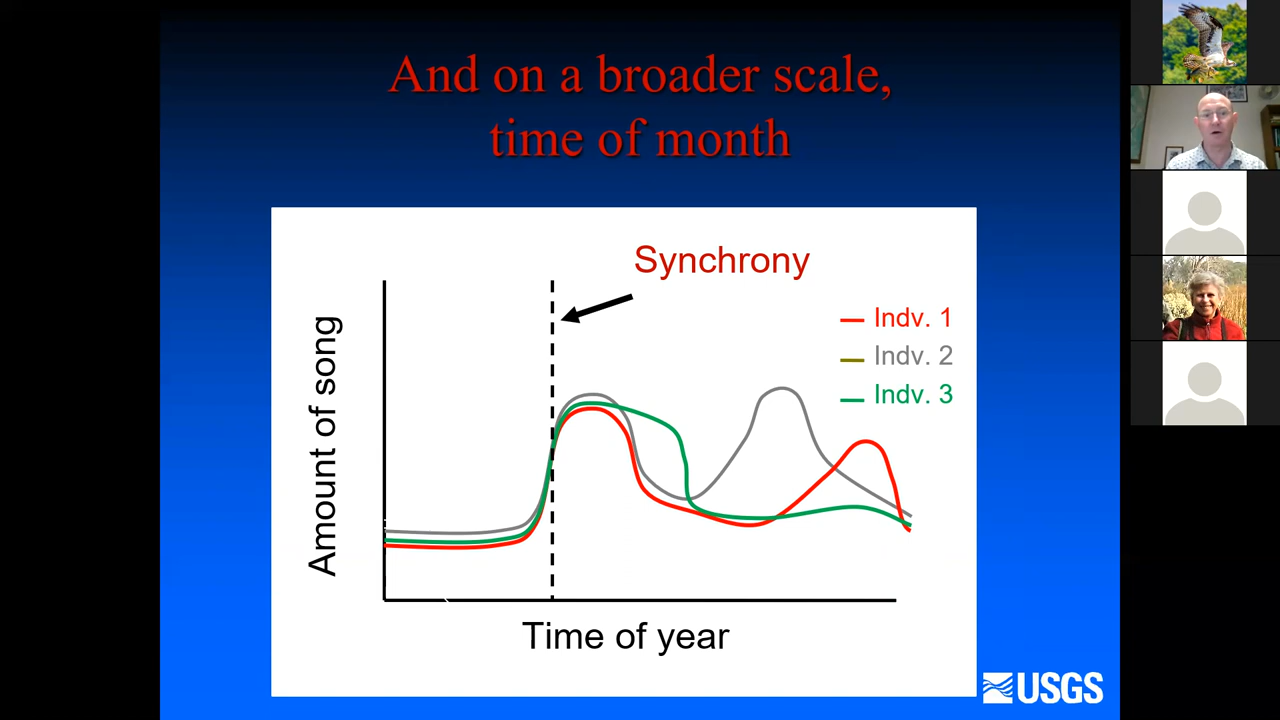 And on a broader scale,
time of month
Synchrony
Indv. 1
Indv. 2
Indv. 3
Amount of song
Time of year
USGS